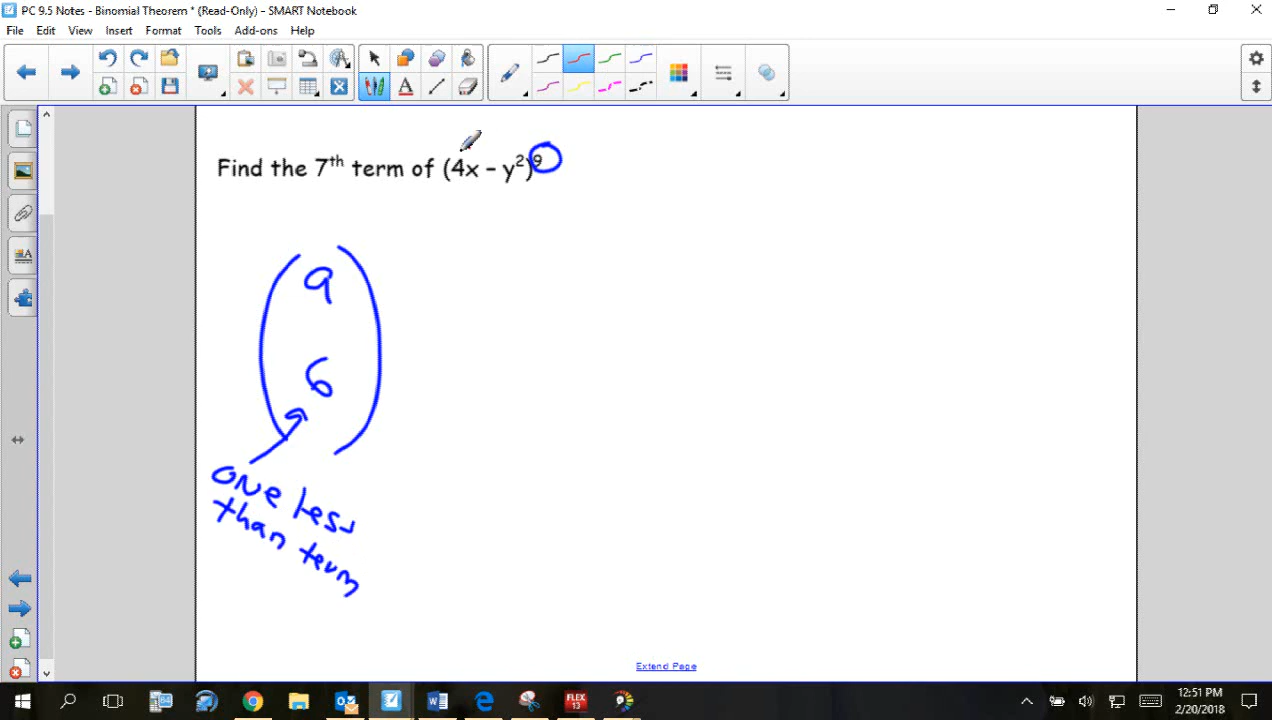 PC 9.5 Notes - Binomial Theorem * (Read-Only) - SMART Notebook
File Edit View Insert Format Tools Add-ons Help
Find the 7th term of (4x – y²)⁹
9
6
one less
than term
Extend Page
FLEX
13
12:51 PM
2/20/2018